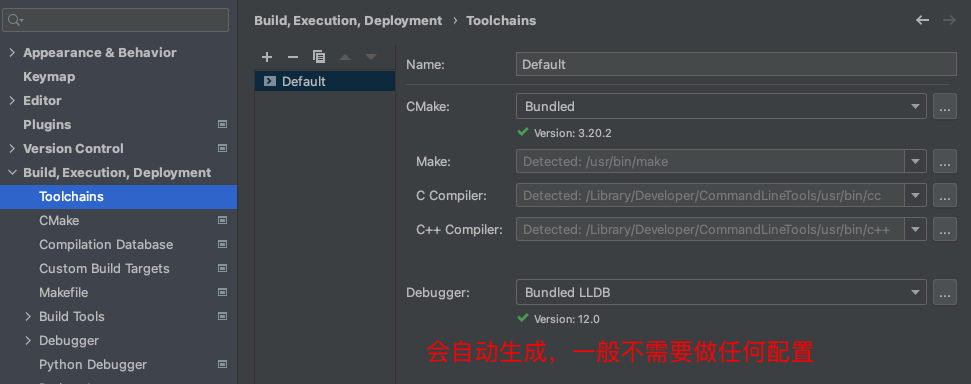 Build, Execution, Deployment › Toolchains
Appearance & Behavior
Keymap
Editor
Plugins
Version Control
Build, Execution, Deployment
Toolchains
CMake
Compilation Database
Custom Build Targets
Makefile
Build Tools
Debugger
Python Debugger
Default
Name: Default
CMake: Bundled ...
Version: 3.20.2
Make: Detected: /usr/bin/make ...
C Compiler: Detected: /Library/Developer/CommandLineTools/usr/bin/cc ...
C++ Compiler: Detected: /Library/Developer/CommandLineTools/usr/bin/c++ ...
Debugger: Bundled LLDB ...
Version: 12.0
会自动生成，一般不需要做任何配置